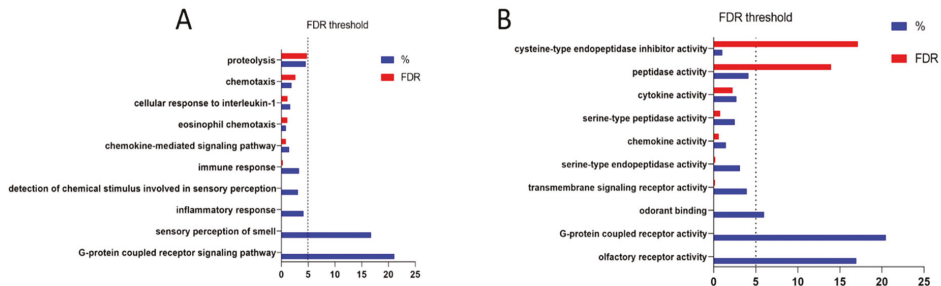 A
FDR threshold
%
FDR
proteolysis
chemotaxis
cellular response to interleukin-1
eosinophil chemotaxis
chemokine-mediated signaling pathway
immune response
detection of chemical stimulus involved in sensory perception
inflammatory response
sensory perception of smell
G-protein coupled receptor signaling pathway
0 5 10 15 20 25
B
FDR threshold
%
FDR
cysteine-type endopeptidase inhibitor activity
peptidase activity
cytokine activity
serine-type peptidase activity
chemokine activity
serine-type endopeptidase activity
transmembrane signaling receptor activity
odorant binding
G-protein coupled receptor activity
olfactory receptor activity
0 5 10 15 20 25